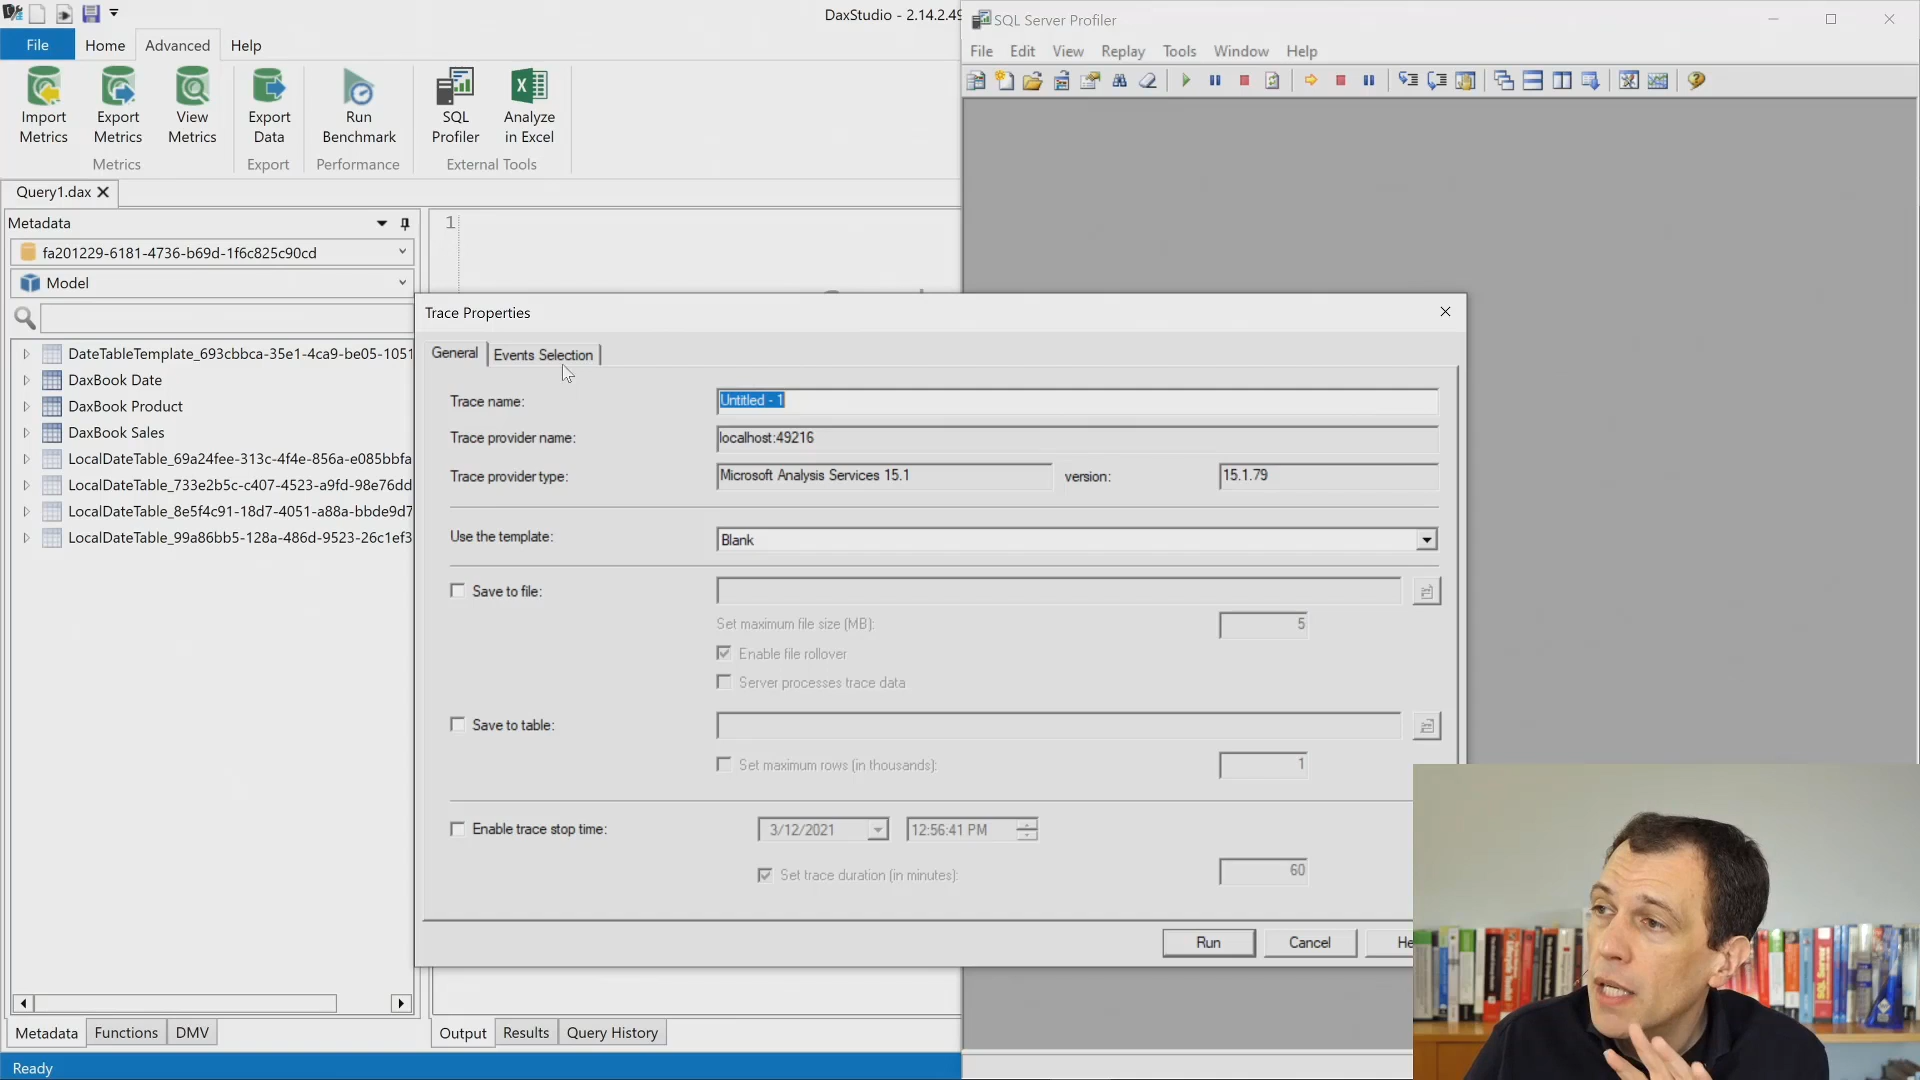 DaxStudio - 2.14.2.49
File
Home
Advanced
Help
Import
Metrics
Export
Metrics
View
Metrics
Export
Data
Run
Benchmark
SQL
Profiler
Analyze
in Excel
Metrics
Export
Performance
External Tools
SQL Server Profiler
File
Edit
View
Replay
Tools
Window
Help
Query1.dax
Metadata
fa201229-6181-4736-b69d-1f6c825c90cd
Model
1
DateTableTemplate_693cbbca-35e1-4ca9-be05-1051
DaxBook Date
DaxBook Product
DaxBook Sales
LocalDateTable_69a24fee-313c-4f4e-856a-e085bbfa
LocalDateTable_733e2b5c-c407-4523-a9fd-98e76dd
LocalDateTable_8e5f4c91-18d7-4051-a88a-bbde9d7
LocalDateTable_99a86bb5-128a-486d-9523-26c1ef3
Trace Properties
General
Events Selection
Trace name:
Untitled - 1
Trace provider name:
localhost:49216
Trace provider type:
Microsoft Analysis Services 15.1
version:
15.1.79
Use the template:
Blank
Save to file:
Set maximum file size (MB):
5
Enable file rollover
Server processes trace data
Save to table:
Set maximum rows (in thousands):
1
Enable trace stop time:
3/12/2021
12:56:41 PM
Set trace duration (in minutes):
60
Run
Cancel
He
Metadata
Functions
DMV
Output
Results
Query History
Ready